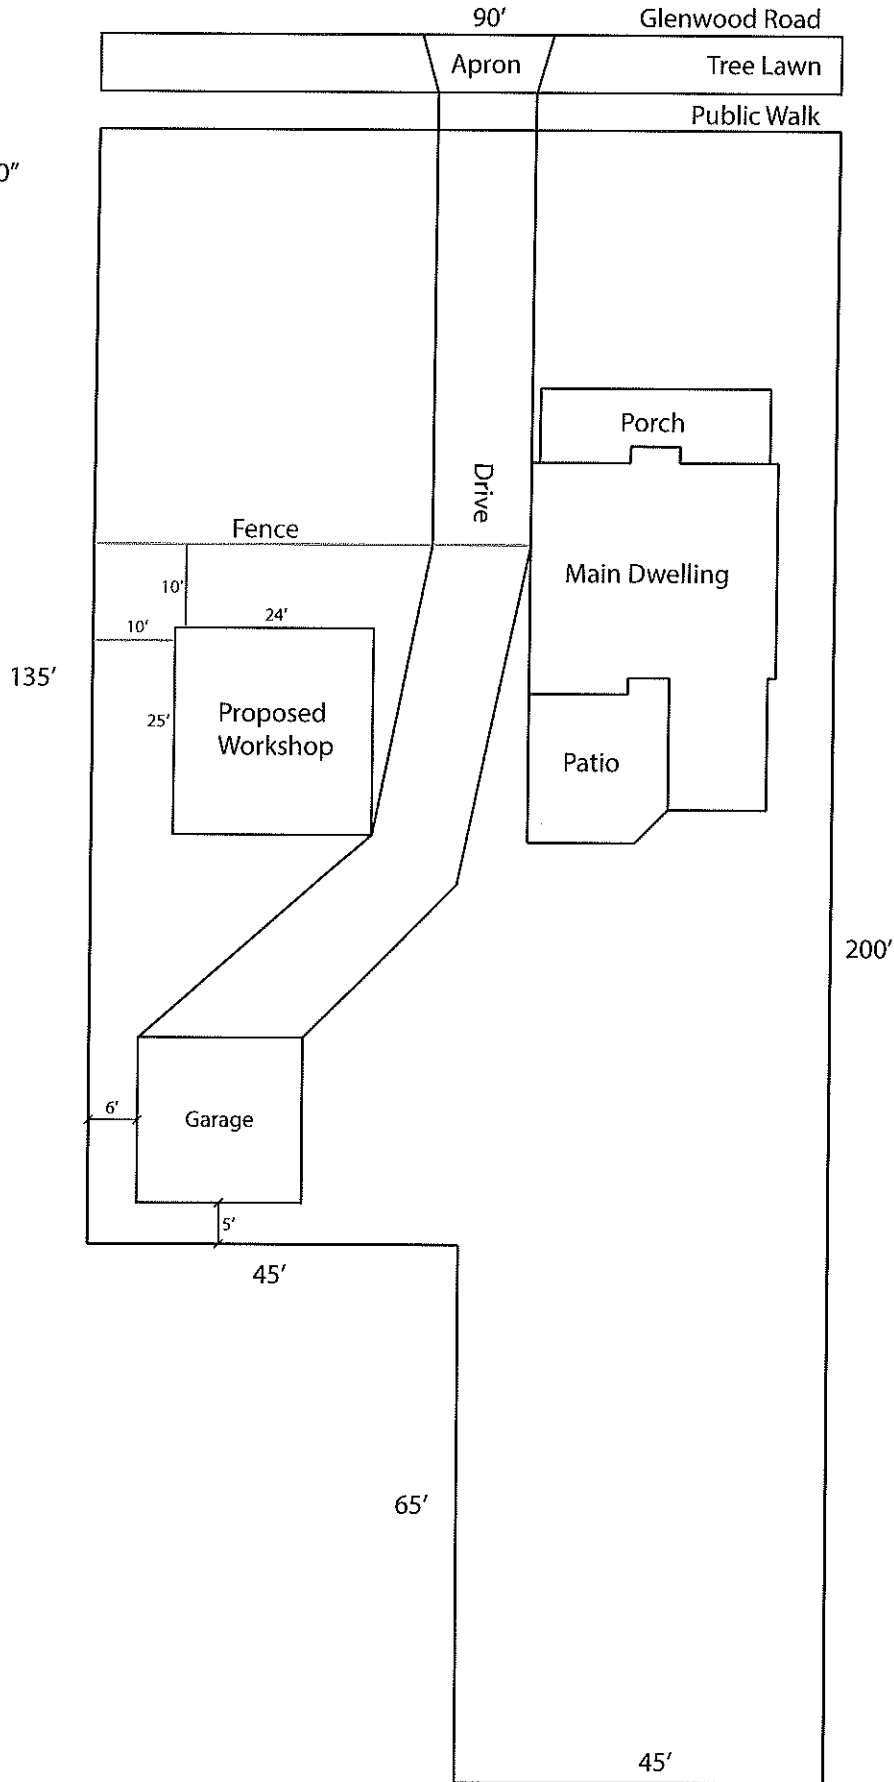 90′
Glenwood Road
Apron
Tree Lawn
Public Walk
0″
Porch
Drive
Fence
Main Dwelling
10′
24′
10′
135′
25′
Proposed
Workshop
Patio
200′
6′
Garage
5′
45′
65′
45′